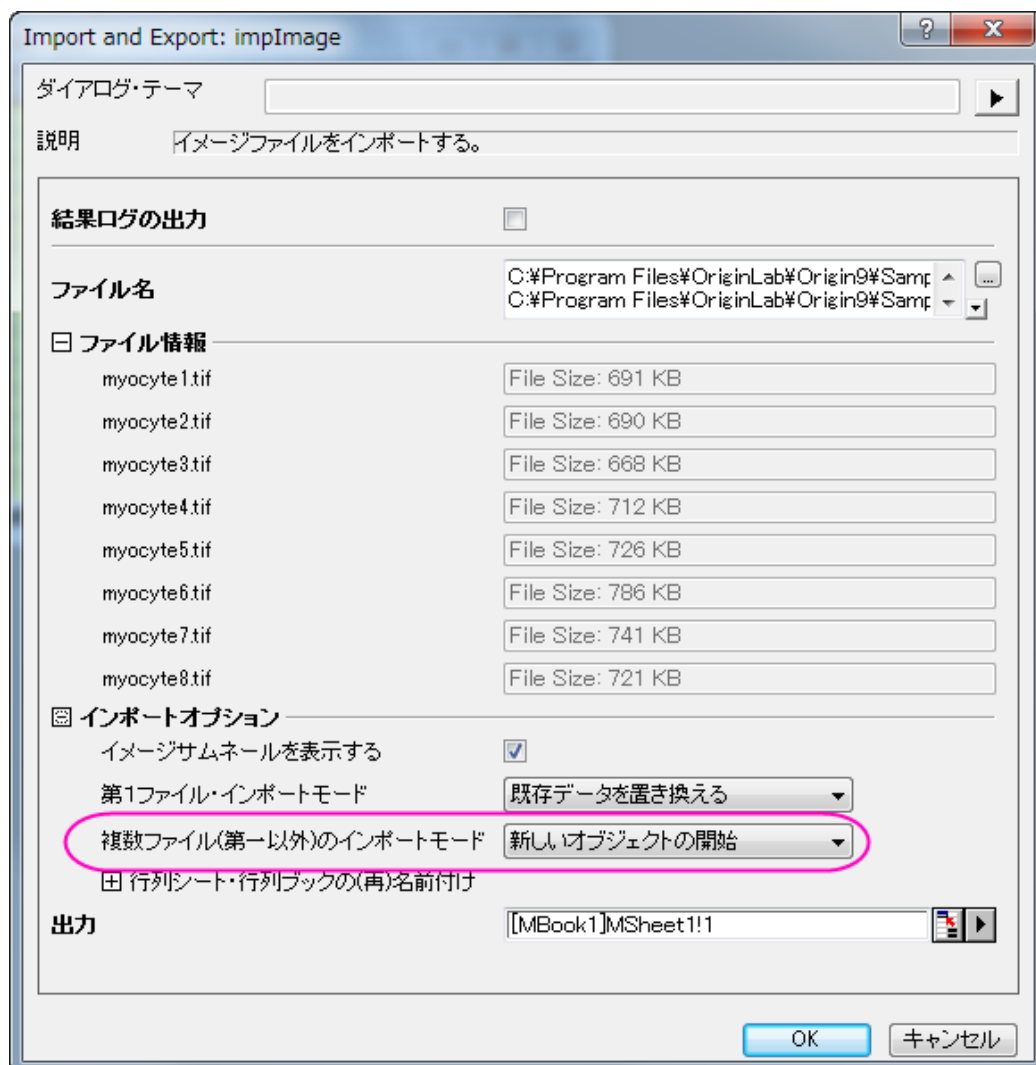 Import and Export: impImage
ダイアログ・テーマ
説明 イメージファイルをインポートする。
結果ログの出力
ファイル名 C:¥Program Files¥OriginLab¥Origin9¥Samp
C:¥Program Files¥OriginLab¥Origin9¥Samp
ファイル情報
myocyte1.tif File Size: 691 KB
myocyte2.tif File Size: 690 KB
myocyte3.tif File Size: 668 KB
myocyte4.tif File Size: 712 KB
myocyte5.tif File Size: 726 KB
myocyte6.tif File Size: 786 KB
myocyte7.tif File Size: 741 KB
myocyte8.tif File Size: 721 KB
インポートオプション
イメージサムネールを表示する
第1ファイル・インポートモード 既存データを置き換える
複数ファイル(第一以外)のインポートモード 新しいオブジェクトの開始
行列シート・行列ブックの(再)名前付け
出力 [MBook1]MSheet1!1
OK キャンセル